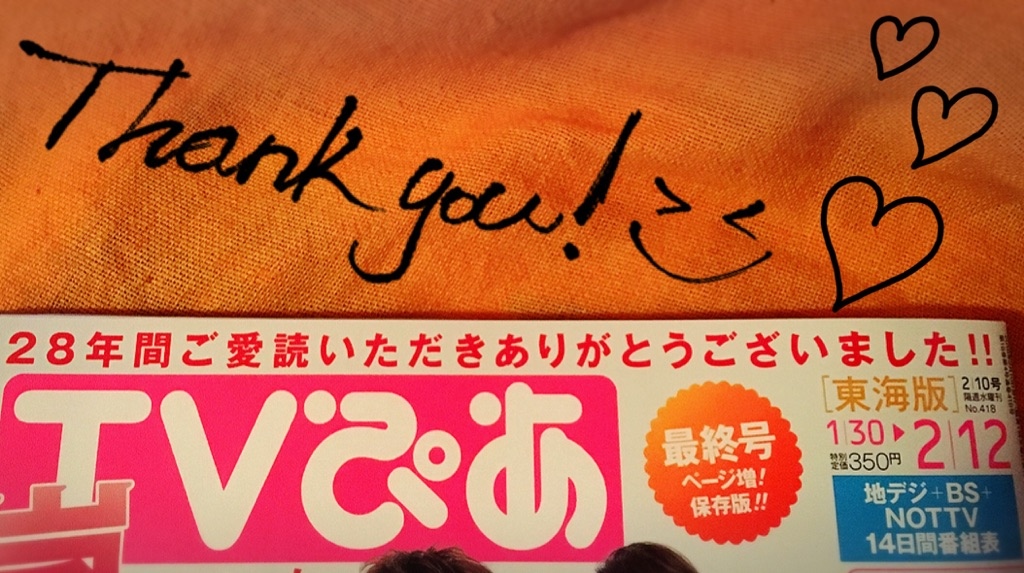 Thank you!
28年間ご愛読いただきありがとうございました!!
TVぴあ
最終号
ページ増!
保存版!!
[東海版]
2|10号
隔週水曜刊
No.418
1|30▶2|12
特別定価350円
地デジ+BS+
NOTTV
14日間番組表